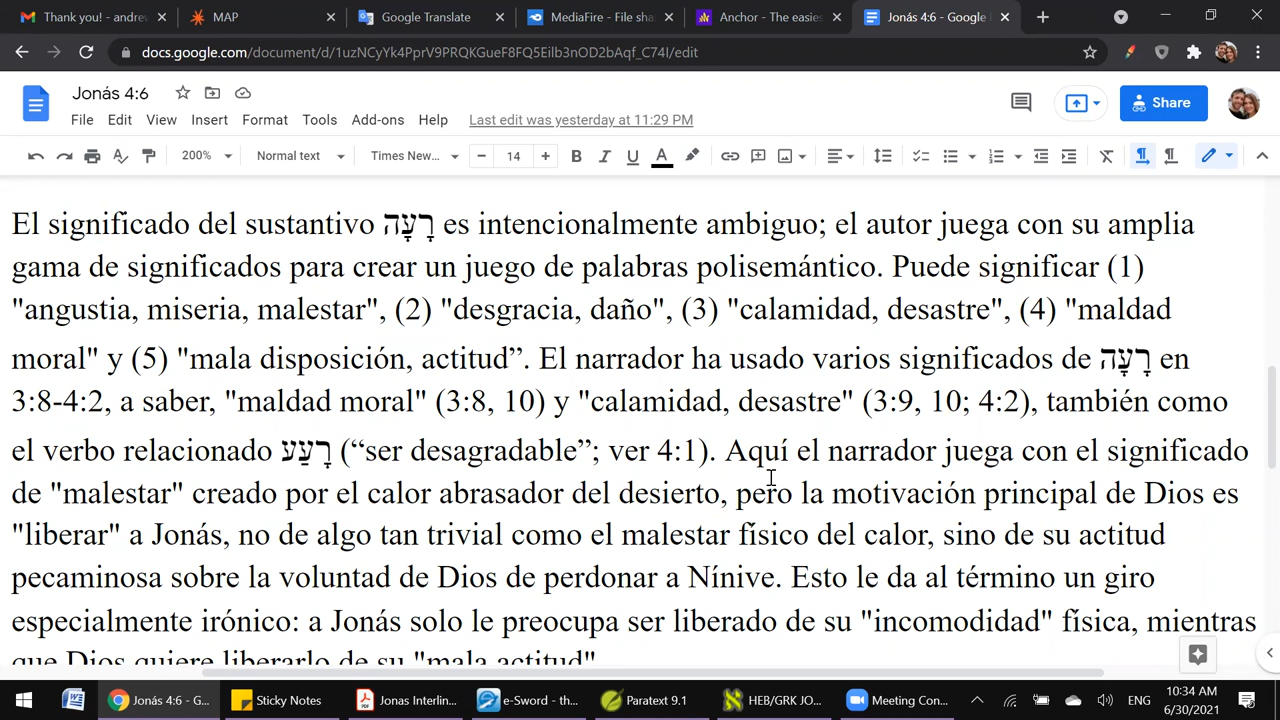 Thank you! - andrew
MAP
Google Translate
MediaFire - File sha
Anchor - The easies
Jonás 4:6 - Google
docs.google.com/document/d/1uzNCyYk4PprV9PRQKGueF8FQ5Eilb3nOD2bAqf_C74I/edit
Jonás 4:6
Share
File Edit View Insert Format Tools Add-ons Help Last edit was yesterday at 11:29 PM
200% Normal text Times New... 14 B I U A
El significado del sustantivo רָעָה es intencionalmente ambiguo; el autor juega con su amplia
gama de significados para crear un juego de palabras polisemántico. Puede significar (1)
"angustia, miseria, malestar", (2) "desgracia, daño", (3) "calamidad, desastre", (4) "maldad
moral" y (5) "mala disposición, actitud”. El narrador ha usado varios significados de רָעָה en
3:8-4:2, a saber, "maldad moral" (3:8, 10) y "calamidad, desastre" (3:9, 10; 4:2), también como
el verbo relacionado רָעַע (“ser desagradable”; ver 4:1). Aquí el narrador juega con el significado
de "malestar" creado por el calor abrasador del desierto, pero la motivación principal de Dios es
"liberar" a Jonás, no de algo tan trivial como el malestar físico del calor, sino de su actitud
pecaminosa sobre la voluntad de Dios de perdonar a Nínive. Esto le da al término un giro
especialmente irónico: a Jonás solo le preocupa ser liberado de su "incomodidad" física, mientras
que Dios quiere liberarlo de su "mala actitud"
Jonás 4:6 - G...
Sticky Notes
Jonas Interlin...
e-Sword - th...
Paratext 9.1
HEB/GRK JO...
Meeting Con...
ENG
10:34 AM
6/30/2021